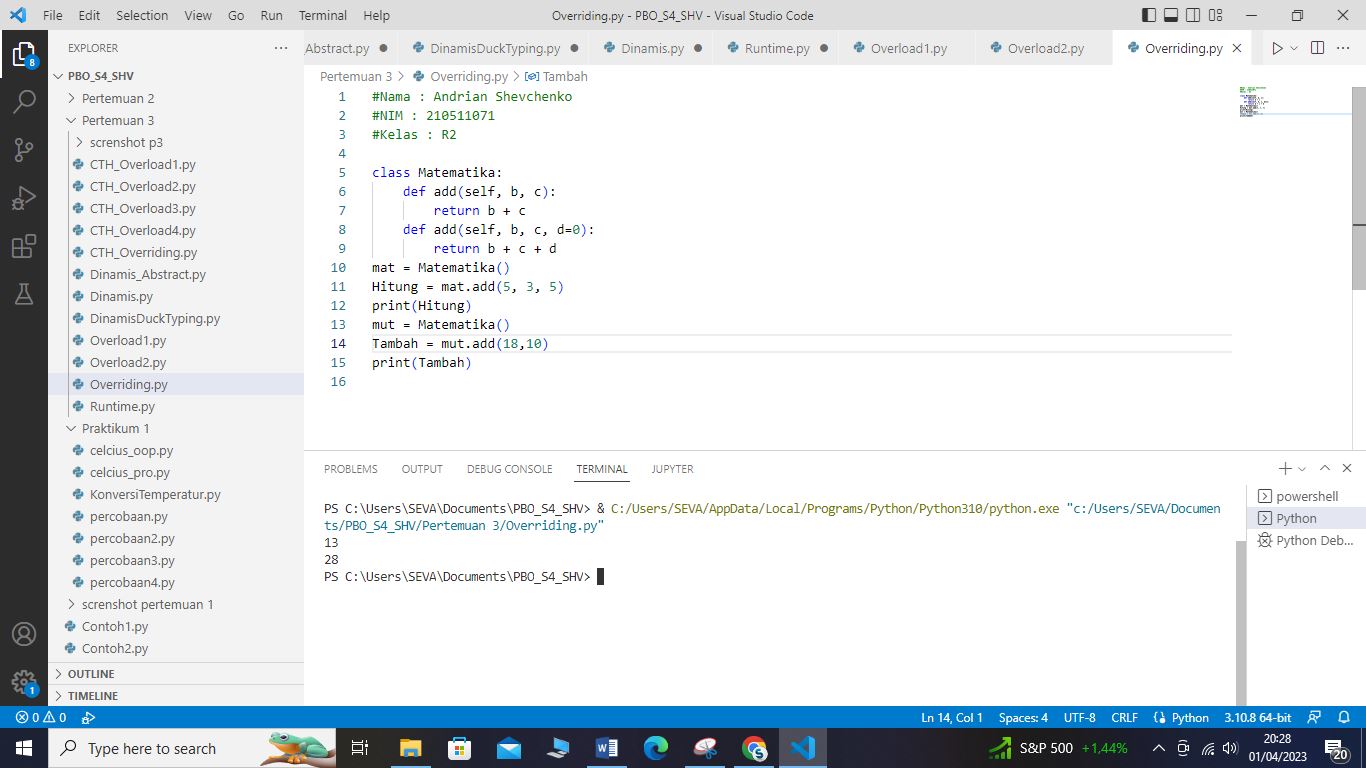 File Edit Selection View Go Run Terminal Help Overriding.py - PBO_S4_SHV - Visual Studio Code
EXPLORER
Abstract.py DinamisDuckTyping.py Dinamis.py Runtime.py Overload1.py Overload2.py Overriding.py
8
PBO_S4_SHV
Pertemuan 2
Pertemuan 3
screnshot p3
CTH_Overload1.py
CTH_Overload2.py
CTH_Overload3.py
CTH_Overload4.py
CTH_Overriding.py
Dinamis_Abstract.py
Dinamis.py
DinamisDuckTyping.py
Overload1.py
Overload2.py
Overriding.py
Runtime.py
Praktikum 1
celcius_oop.py
celcius_pro.py
KonversiTemperatur.py
percobaan.py
percobaan2.py
percobaan3.py
percobaan4.py
screnshot pertemuan 1
Contoh1.py
Contoh2.py
OUTLINE
TIMELINE
1
Pertemuan 3 > Overriding.py > Tambah
1 #Nama : Andrian Shevchenko
2 #NIM : 210511071
3 #Kelas : R2
4
5 class Matematika:
6     def add(self, b, c):
7         return b + c
8     def add(self, b, c, d=0):
9         return b + c + d
10 mat = Matematika()
11 Hitung = mat.add(5, 3, 5)
12 print(Hitung)
13 mut = Matematika()
14 Tambah = mut.add(18,10)
15 print(Tambah)
16
PROBLEMS OUTPUT DEBUG CONSOLE TERMINAL JUPYTER
PS C:\Users\SEVA\Documents\PBO_S4_SHV> & C:/Users/SEVA/AppData/Local/Programs/Python/Python310/python.exe "c:/Users/SEVA/Documen
ts/PBO_S4_SHV/Pertemuan 3/Overriding.py"
13
28
PS C:\Users\SEVA\Documents\PBO_S4_SHV>
powershell
Python
Python Deb...
0 0 Ln 14, Col 1 Spaces: 4 UTF-8 CRLF Python 3.10.8 64-bit
Type here to search
S&P 500 +1,44%
20:28
01/04/2023
20